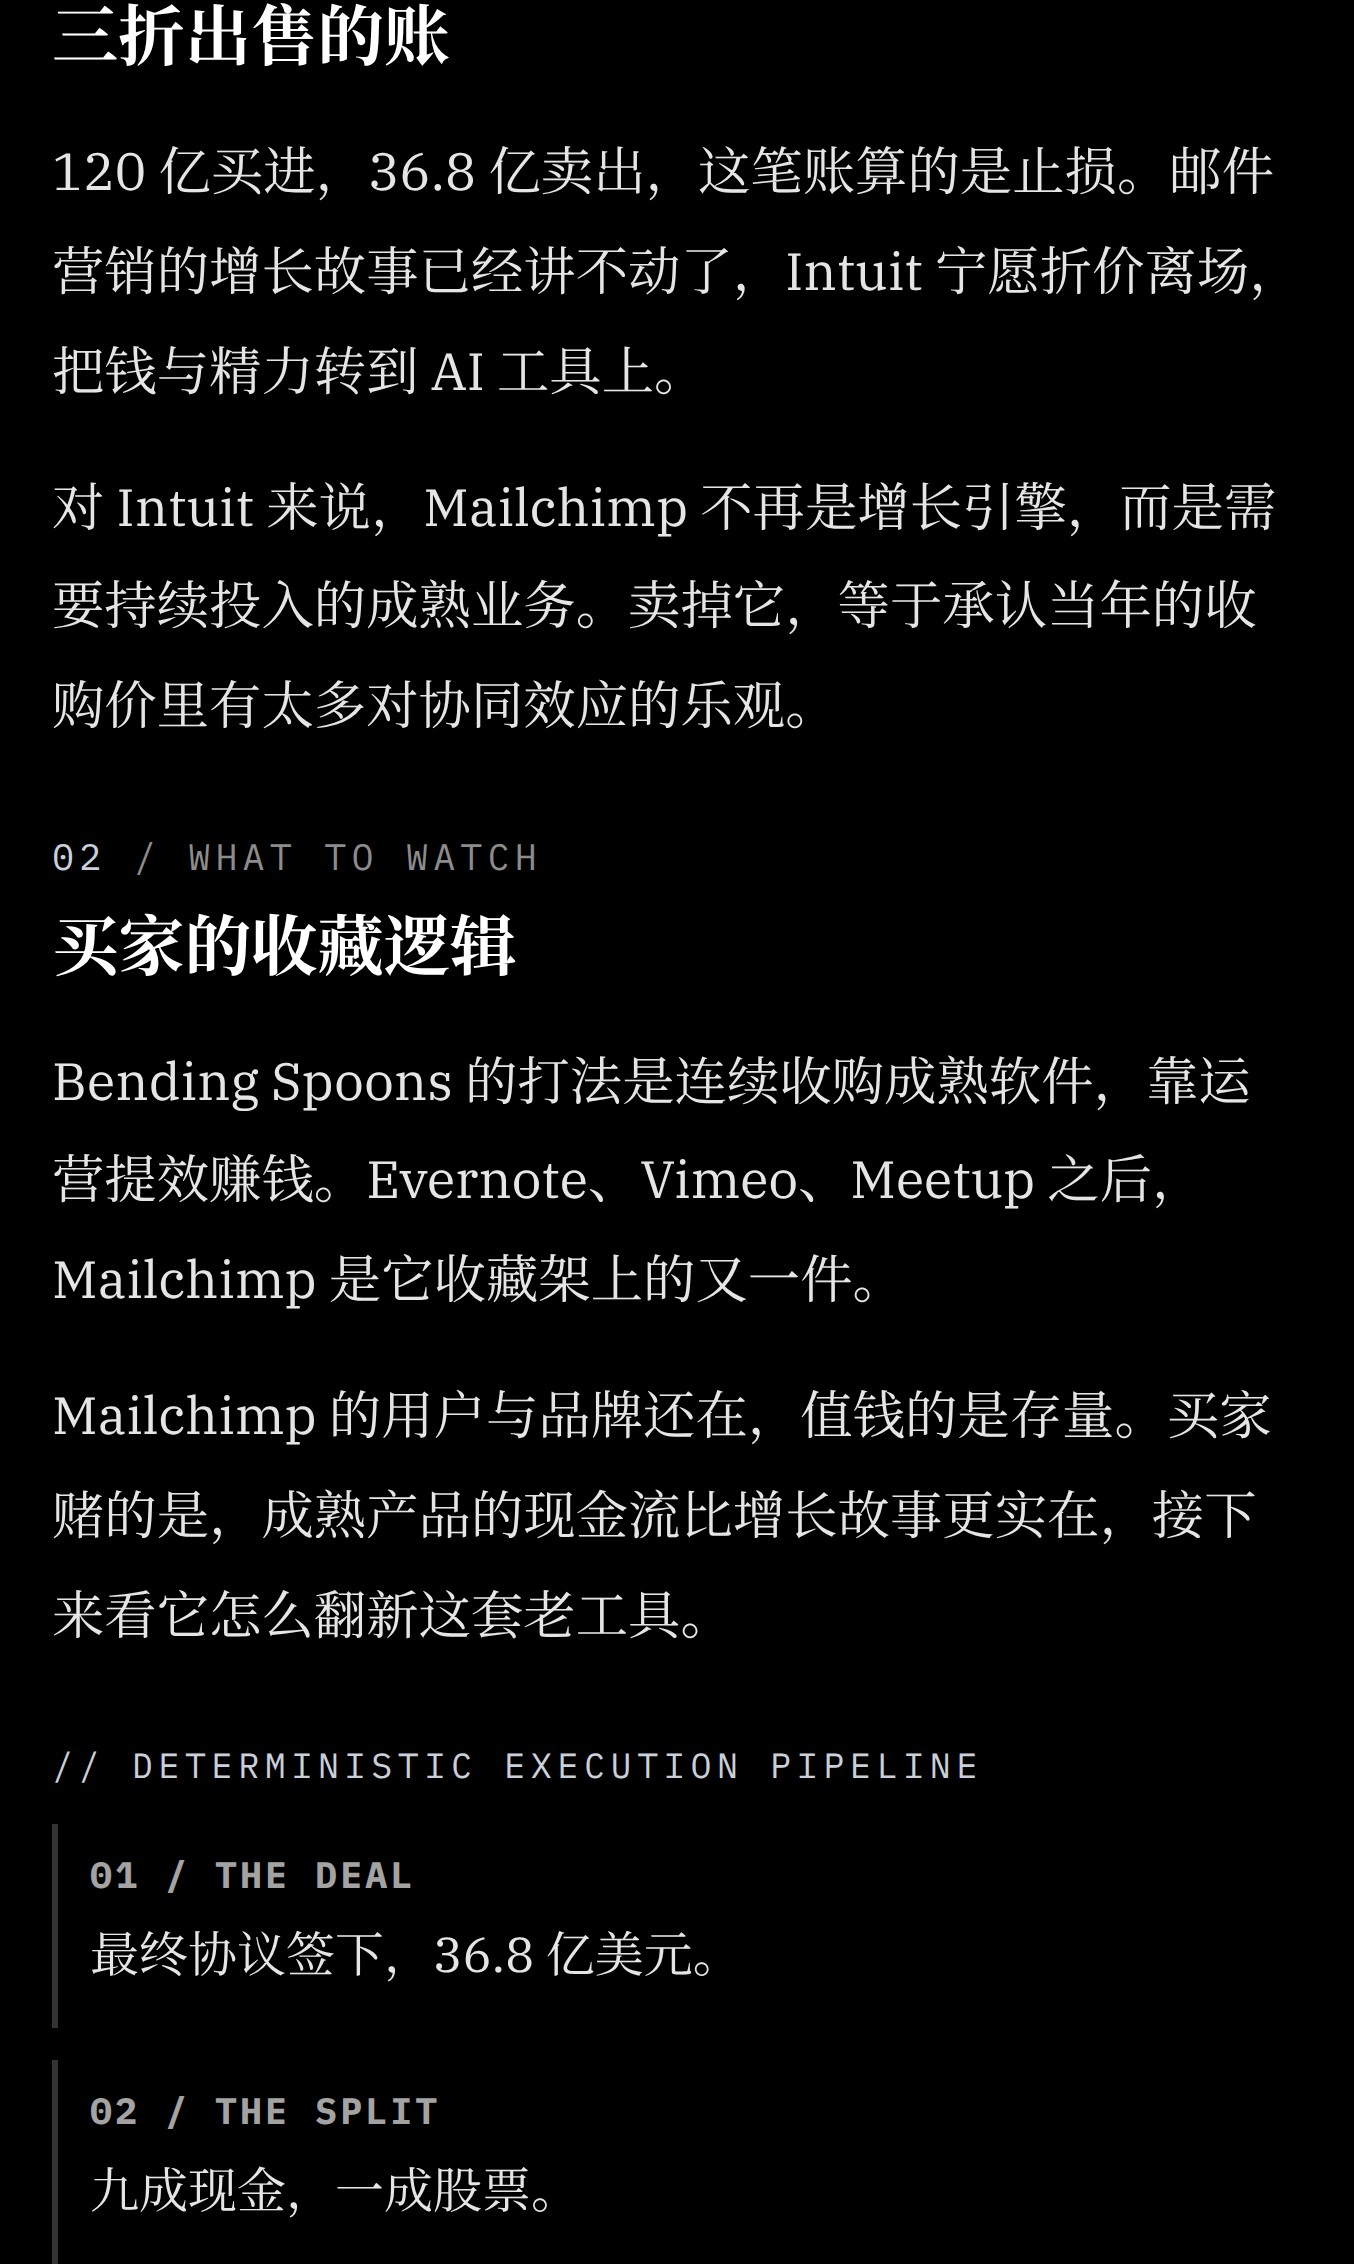 三折出售的账
120 亿买进，36.8 亿卖出，这笔账算的是止损。邮件
营销的增长故事已经讲不动了，Intuit 宁愿折价离场，
把钱与精力转到 AI 工具上。
对 Intuit 来说，Mailchimp 不再是增长引擎，而是需
要持续投入的成熟业务。卖掉它，等于承认当年的收
购价里有太多对协同效应的乐观。
02 / WHAT TO WATCH
买家的收藏逻辑
Bending Spoons 的打法是连续收购成熟软件，靠运
营提效赚钱。Evernote、Vimeo、Meetup 之后，
Mailchimp 是它收藏架上的又一件。
Mailchimp 的用户与品牌还在，值钱的是存量。买家
赌的是，成熟产品的现金流比增长故事更实在，接下
来看它怎么翻新这套老工具。
// DETERMINISTIC EXECUTION PIPELINE
01 / THE DEAL
最终协议签下，36.8 亿美元。
02 / THE SPLIT
九成现金，一成股票。